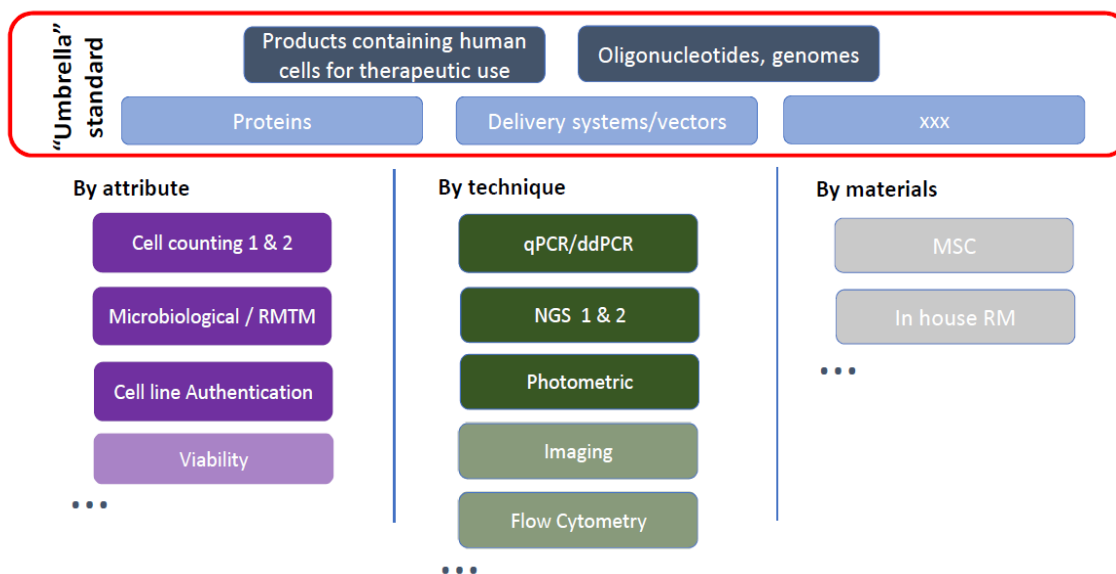 “Umbrella”
standard
Products containing human
cells for therapeutic use
Oligonucleotides, genomes
Proteins
Delivery systems/vectors
xxx
By attribute
Cell counting 1 & 2
Microbiological / RMTM
Cell line Authentication
Viability
...
By technique
qPCR/ddPCR
NGS 1 & 2
Photometric
Imaging
Flow Cytometry
...
By materials
MSC
In house RM
...